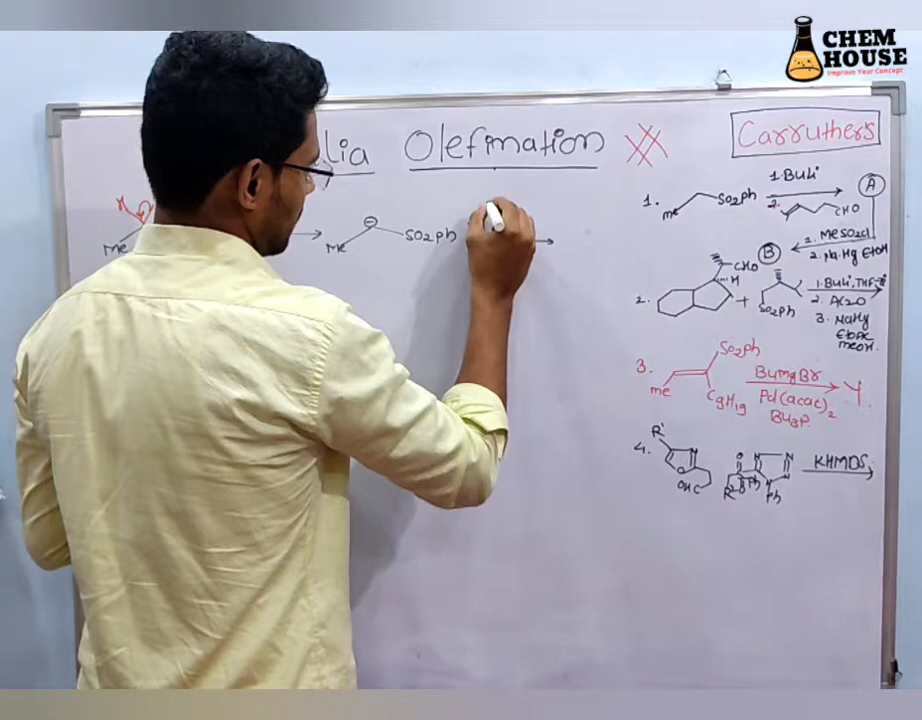 CHEM
HOUSE
Improve Your Concept
lia Olefination
Carruthers
Me
Me
⊖
SO2Ph
1.
Me
SO2Ph
1. BuLi
2.
CHO
A
1. MeSO2Cl
2. Na.Hg EtOH
B
2.
CHO
H
+
SO2Ph
1. BuLi, THF
2. Ac2O
3. NaHg
EtOAc
MeOH.
3.
Me
SO2Ph
C9H19
BuMgBr
Pd(acac)2
Bu3P.
Y.
4.
R'
N
O
OHC
O
Ph
N
Ph
KHMDS